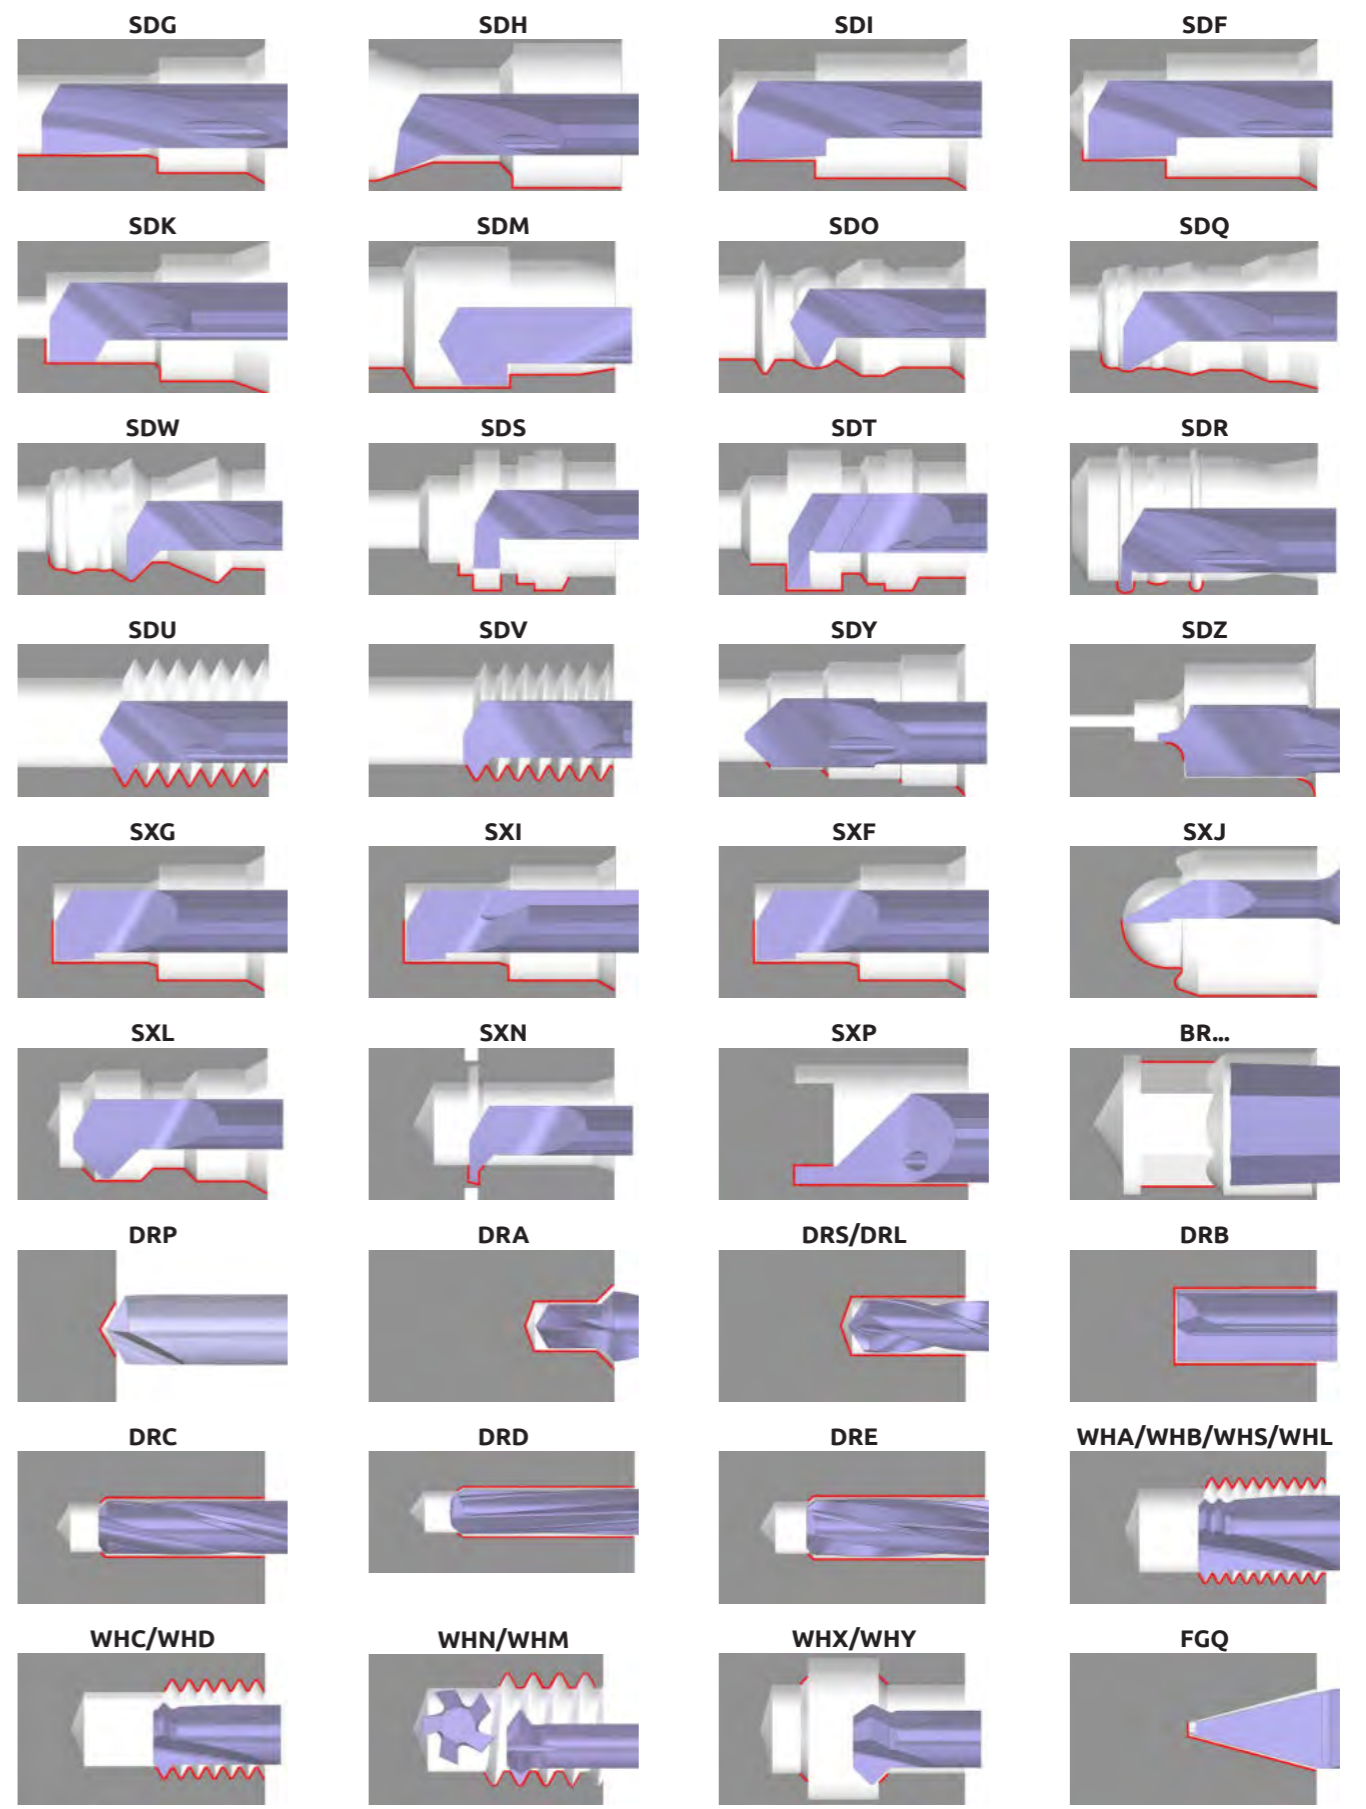 SDG SDH SDI SDF
SDK SDM SDO SDQ
SDW SDS SDT SDR
SDU SDV SDY SDZ
SXG SXI SXF SXJ
SXL SXN SXP BR...
DRP DRA DRS/DRL DRB
DRC DRD DRE WHA/WHB/WHS/WHL
WHC/WHD WHN/WHM WHX/WHY FGQ